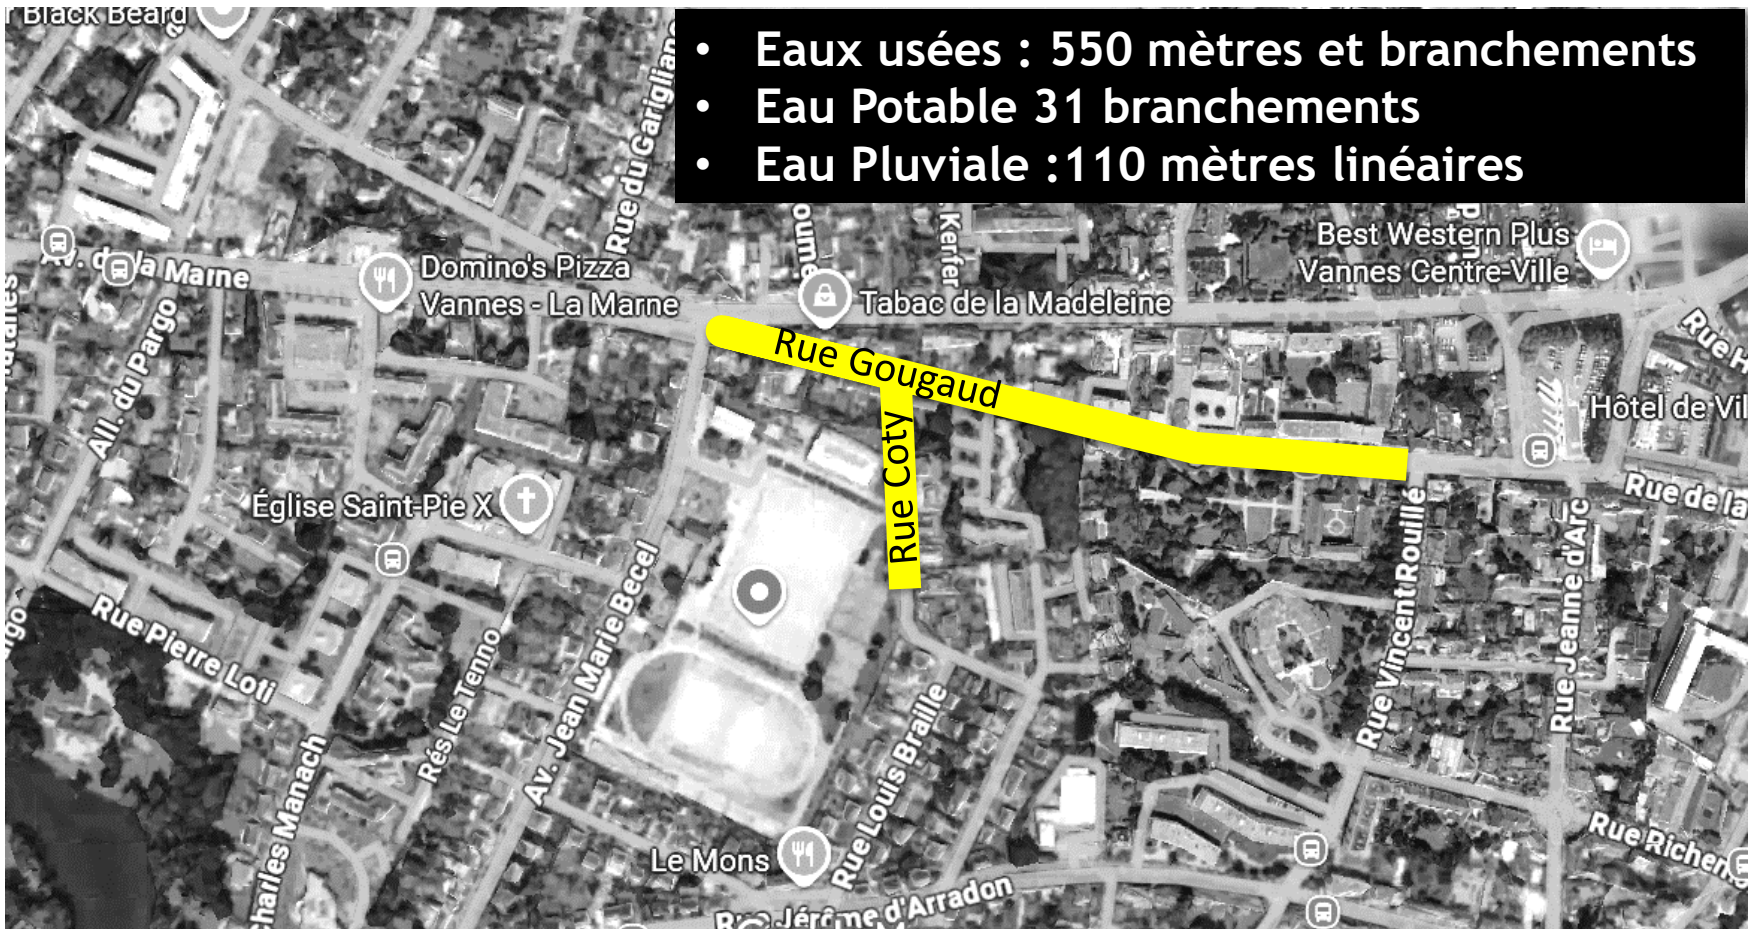 Black Beard
• Eaux usées : 550 mètres et branchements
• Eau Potable 31 branchements
• Eau Pluviale :110 mètres linéaires
Rue du Garigliano
Kenfer
Best Western Plus
Vannes Centre-Ville
Av. de la Marne
Domino's Pizza
Vannes - La Marne
Tabac de la Madeleine
All. du Pargo
Rue Gougaud
Rue H
Hôtel de Vil
Rue Coty
Église Saint-Pie X
Rue de la
Rue Vincent Rouillé
Rue Jeanne d'Arc
Av. Jean Marie Becel
Rue Pierre Loti
Rés Le Tenno
Rue Louis Braille
Charles Manach
Le Mons
Rue Richem
Rue Jérôme d'Arradon